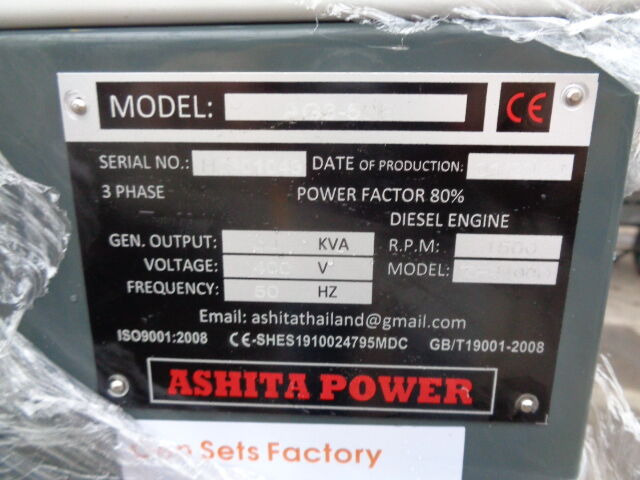 MODEL:
CE
SERIAL NO.: DATE OF PRODUCTION:
3 PHASE POWER FACTOR 80%
DIESEL ENGINE
GEN. OUTPUT: KVA R.P.M: 1500
VOLTAGE: 400 V MODEL:
FREQUENCY: 50 HZ
Email: ashitathailand@gmail.com
ISO9001:2008 CE-SHES1910024795MDC GB/T19001-2008
ASHITA POWER
Gen Sets Factory